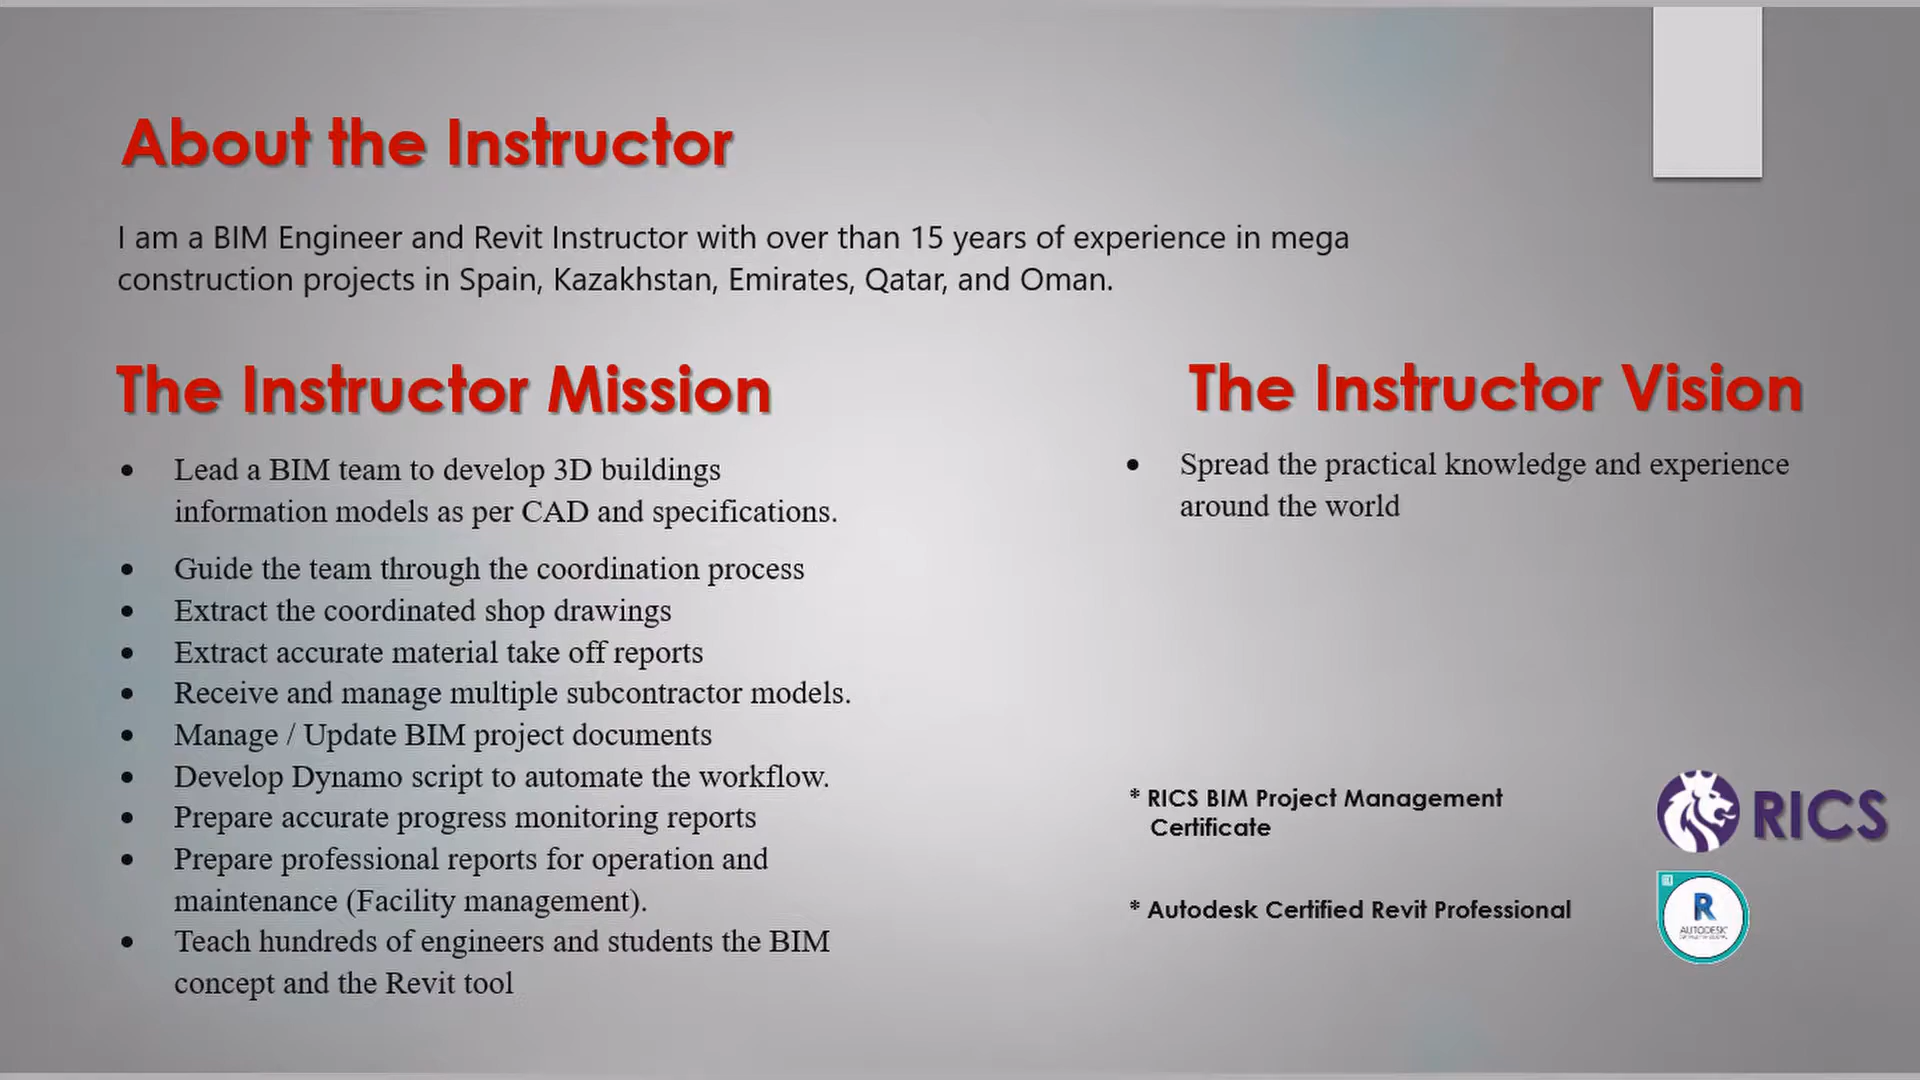 About the Instructor
I am a BIM Engineer and Revit Instructor with over than 15 years of experience in mega
construction projects in Spain, Kazakhstan, Emirates, Qatar, and Oman.
The Instructor Mission
• Lead a BIM team to develop 3D buildings
information models as per CAD and specifications.
• Guide the team through the coordination process
• Extract the coordinated shop drawings
• Extract accurate material take off reports
• Receive and manage multiple subcontractor models.
• Manage / Update BIM project documents
• Develop Dynamo script to automate the workflow.
• Prepare accurate progress monitoring reports
• Prepare professional reports for operation and
maintenance (Facility management).
• Teach hundreds of engineers and students the BIM
concept and the Revit tool
The Instructor Vision
• Spread the practical knowledge and experience
around the world
* RICS BIM Project Management
Certificate
RICS
* Autodesk Certified Revit Professional
R
AUTODESK